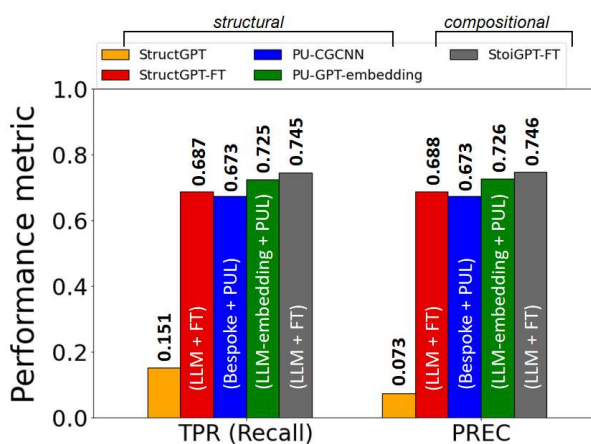 structural
compositional
StructGPT
PU-CGCNN
StoiGPT-FT
StructGPT-FT
PU-GPT-embedding
Performance metric
1.0
0.8
0.6
0.4
0.2
0.0
0.151
0.687
0.673
0.725
0.745
(LLM + FT)
(Bespoke + PUL)
(LLM-embedding + PUL)
(LLM + FT)
0.073
0.688
0.673
0.726
0.746
(LLM + FT)
(Bespoke + PUL)
(LLM-embedding + PUL)
(LLM + FT)
TPR (Recall)
PREC